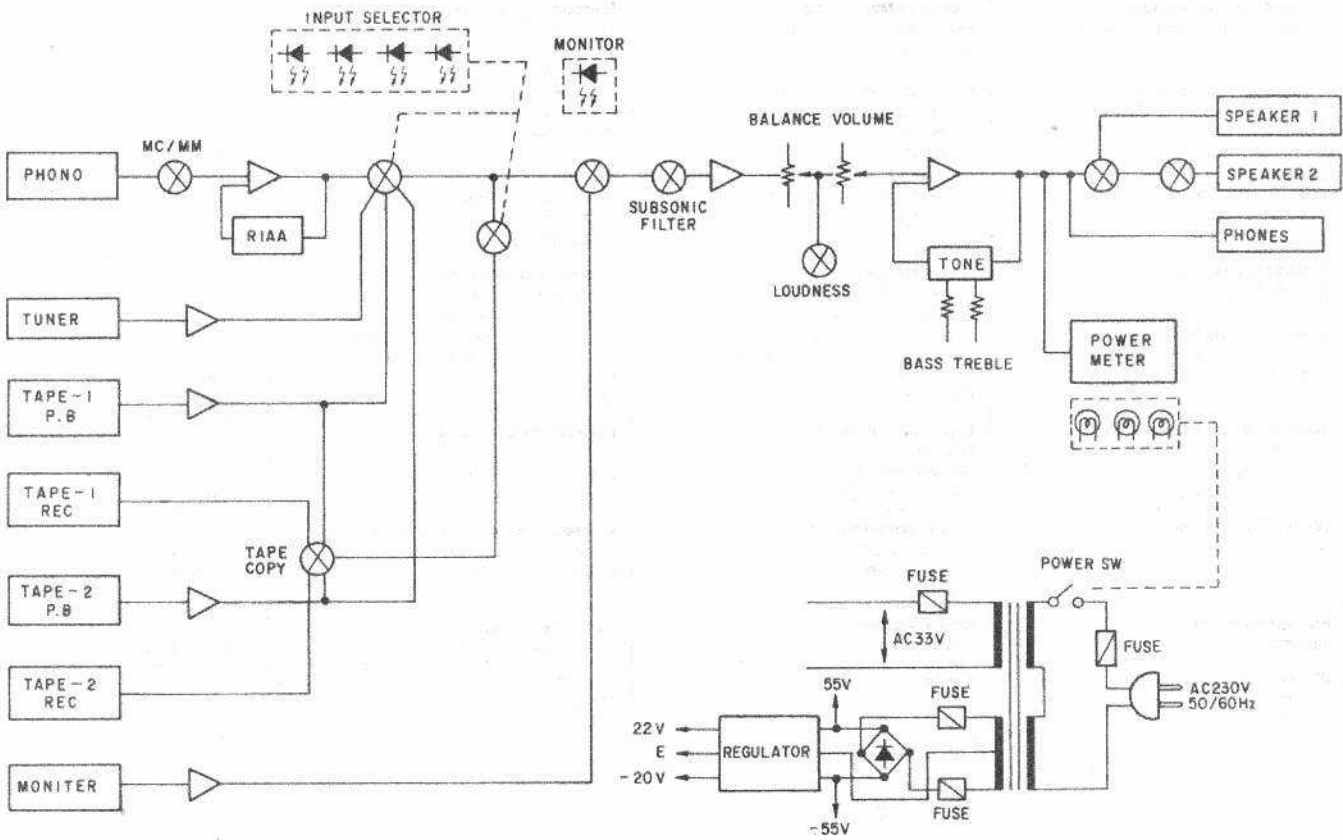 INPUT SELECTOR
MONITOR
BALANCE VOLUME
SPEAKER 1
MC/MM
PHONO
SPEAKER 2
SUBSONIC
FILTER
RIAA
PHONES
TONE
LOUDNESS
TUNER
POWER
METER
BASS TREBLE
TAPE-1
P.B
TAPE-1
REC
TAPE
COPY
FUSE
POWER SW
TAPE-2
P.B
AC33V
FUSE
TAPE-2
REC
55V
FUSE
AC230V
50/60Hz
22V
E
REGULATOR
-20V
MONITER
FUSE
-55V